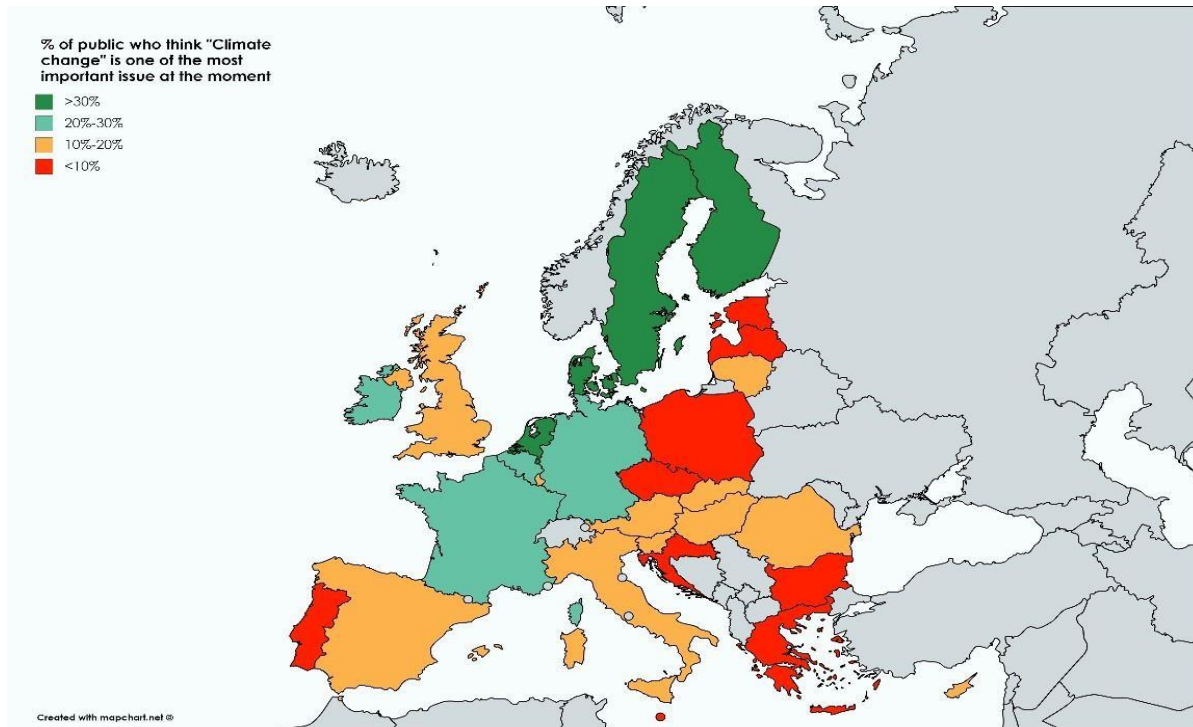 % of public who think "Climate
change" is one of the most
important issue at the moment
>30%
20%-30%
10%-20%
<10%
Created with mapchart.net ©